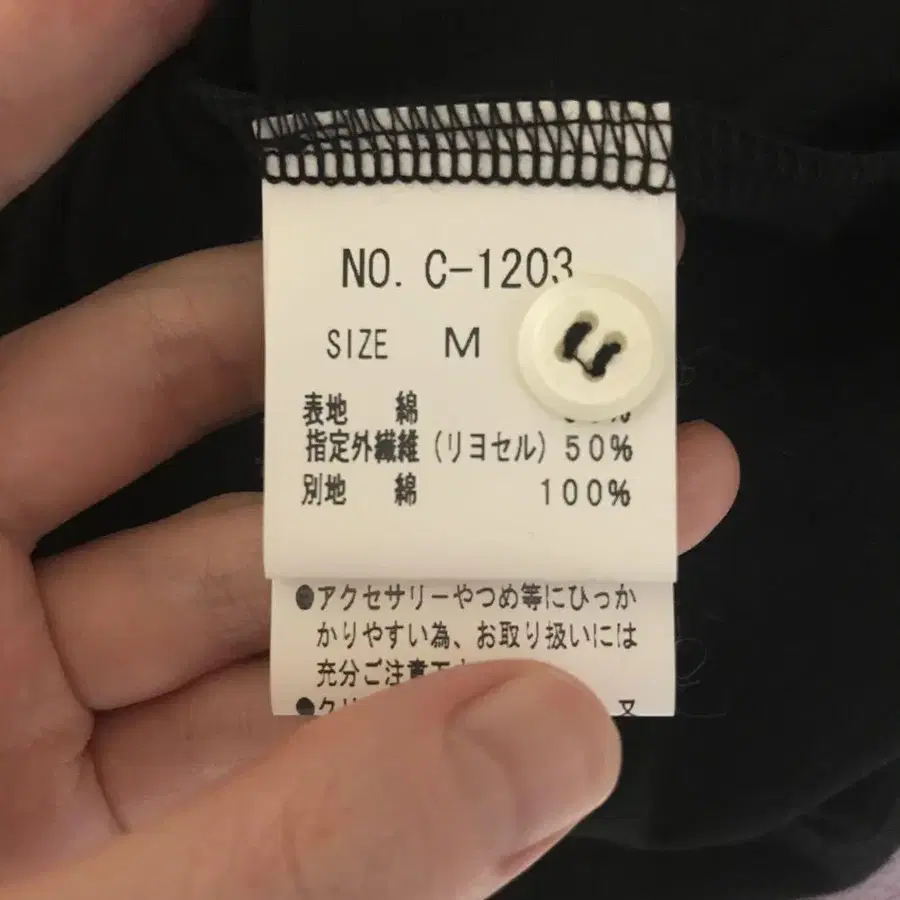 NO. C-1203
SIZE M
表地 綿
指定外繊維(リヨセル)50%
別地 綿 100%
●アクセサリーやつめ等にひっか
かりやすい為、お取り扱いには
充分ご注意下